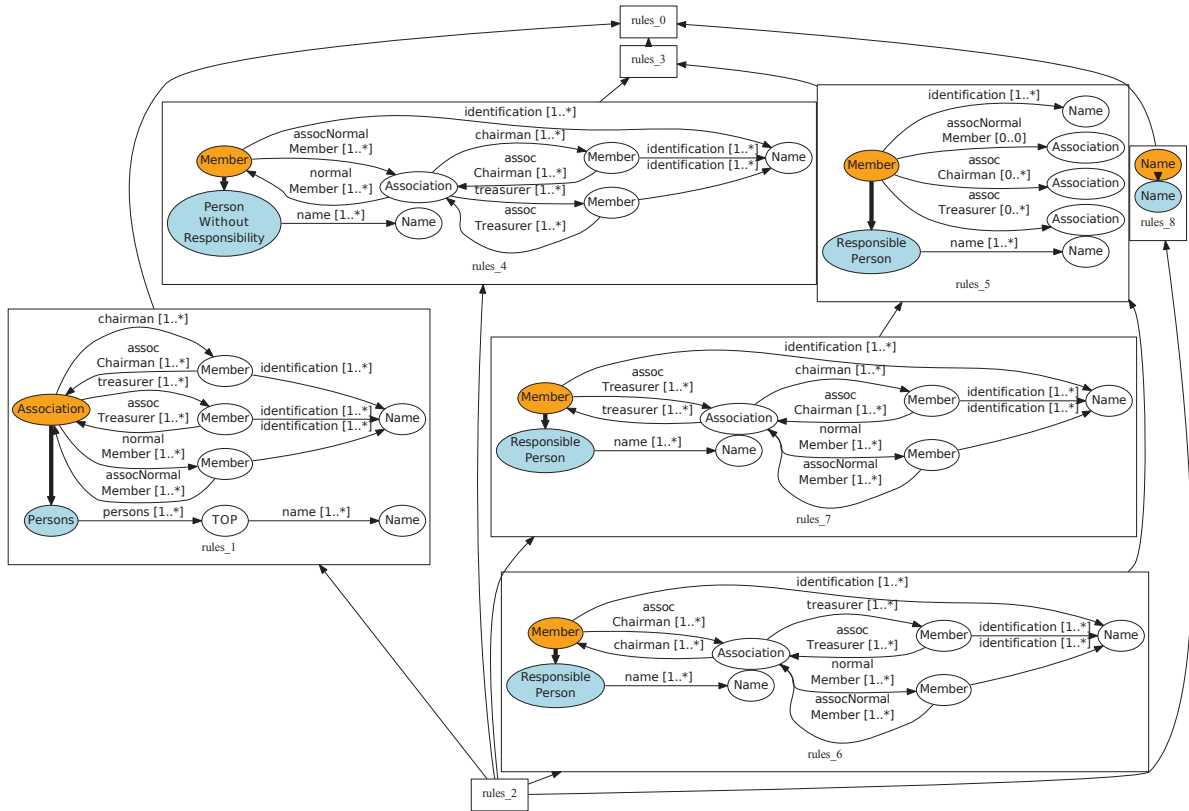 rules_0
rules_3
identification [1..*]
assocNormal
Member [1..*]
chairman [1..*]
Member
Member
identification [1..*]
identification [1..*]
Name
assoc
Chairman [1..*]
normal
Member [1..*]
Association
treasurer [1..*]
Member
Person
Without
Responsibility
name [1..*]
Name
assoc
Treasurer [1..*]
rules_4
identification [1..*]
Name
assocNormal
Member [0..0]
Association
Member
assoc
Chairman [0..*]
Association
assoc
Treasurer [0..*]
Association
Responsible
Person
name [1..*]
Name
rules_5
Name
Name
rules_8
chairman [1..*]
assoc
Chairman [1..*]
Member
identification [1..*]
treasurer [1..*]
Association
assoc
Treasurer [1..*]
Member
identification [1..*]
identification [1..*]
Name
normal
Member [1..*]
Member
assocNormal
Member [1..*]
Persons
persons [1..*]
TOP
name [1..*]
Name
rules_1
identification [1..*]
assoc
Treasurer [1..*]
chairman [1..*]
Member
Member
identification [1..*]
identification [1..*]
Name
treasurer [1..*]
assoc
Chairman [1..*]
Association
Responsible
Person
name [1..*]
Name
normal
Member [1..*]
Member
assocNormal
Member [1..*]
rules_7
identification [1..*]
assoc
Chairman [1..*]
treasurer [1..*]
Member
Member
identification [1..*]
identification [1..*]
Name
chairman [1..*]
assoc
Treasurer [1..*]
Association
Responsible
Person
name [1..*]
Name
normal
Member [1..*]
Member
assocNormal
Member [1..*]
rules_6
rules_2